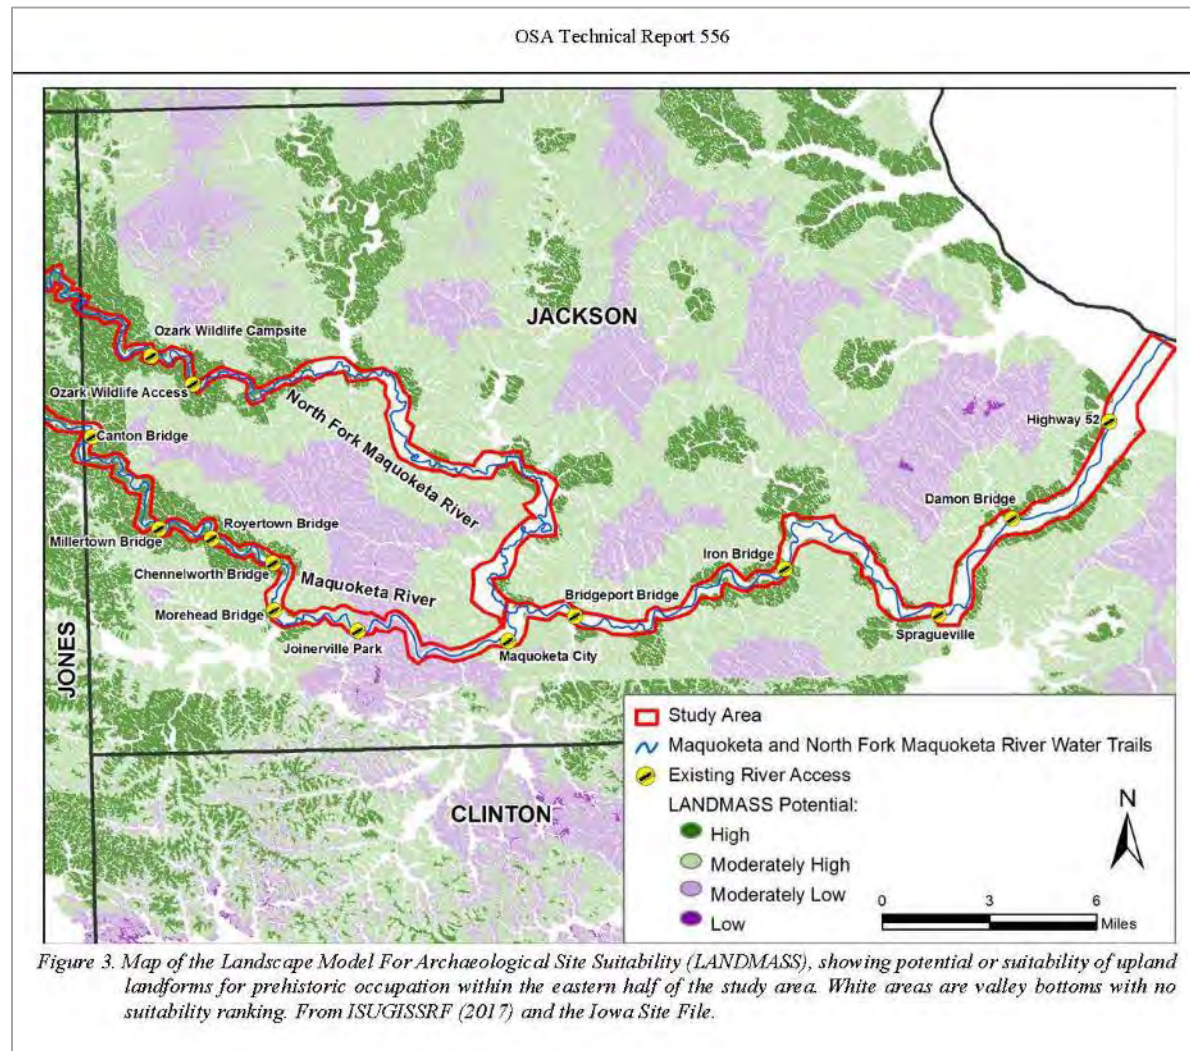 OSA Technical Report 556
JACKSON
Ozark Wildlife Campsite
Ozark Wildlife Access
North Fork Maquoketa River
Canton Bridge
Highway 52
Damon Bridge
Royertown Bridge
Millertown Bridge
Iron Bridge
Chennelworth Bridge
Maquoketa River
Bridgeport Bridge
Morehead Bridge
Spragueville
Joinerville Park
Maquoketa City
JONES
CLINTON
Study Area
Maquoketa and North Fork Maquoketa River Water Trails
Existing River Access
LANDMASS Potential:
High
Moderately High
Moderately Low
Low
N
0 3 6
Miles
Figure 3. Map of the Landscape Model For Archaeological Site Suitability (LANDMASS), showing potential or suitability of upland
landforms for prehistoric occupation within the eastern half of the study area. White areas are valley bottoms with no
suitability ranking. From ISUGISSRF (2017) and the Iowa Site File.